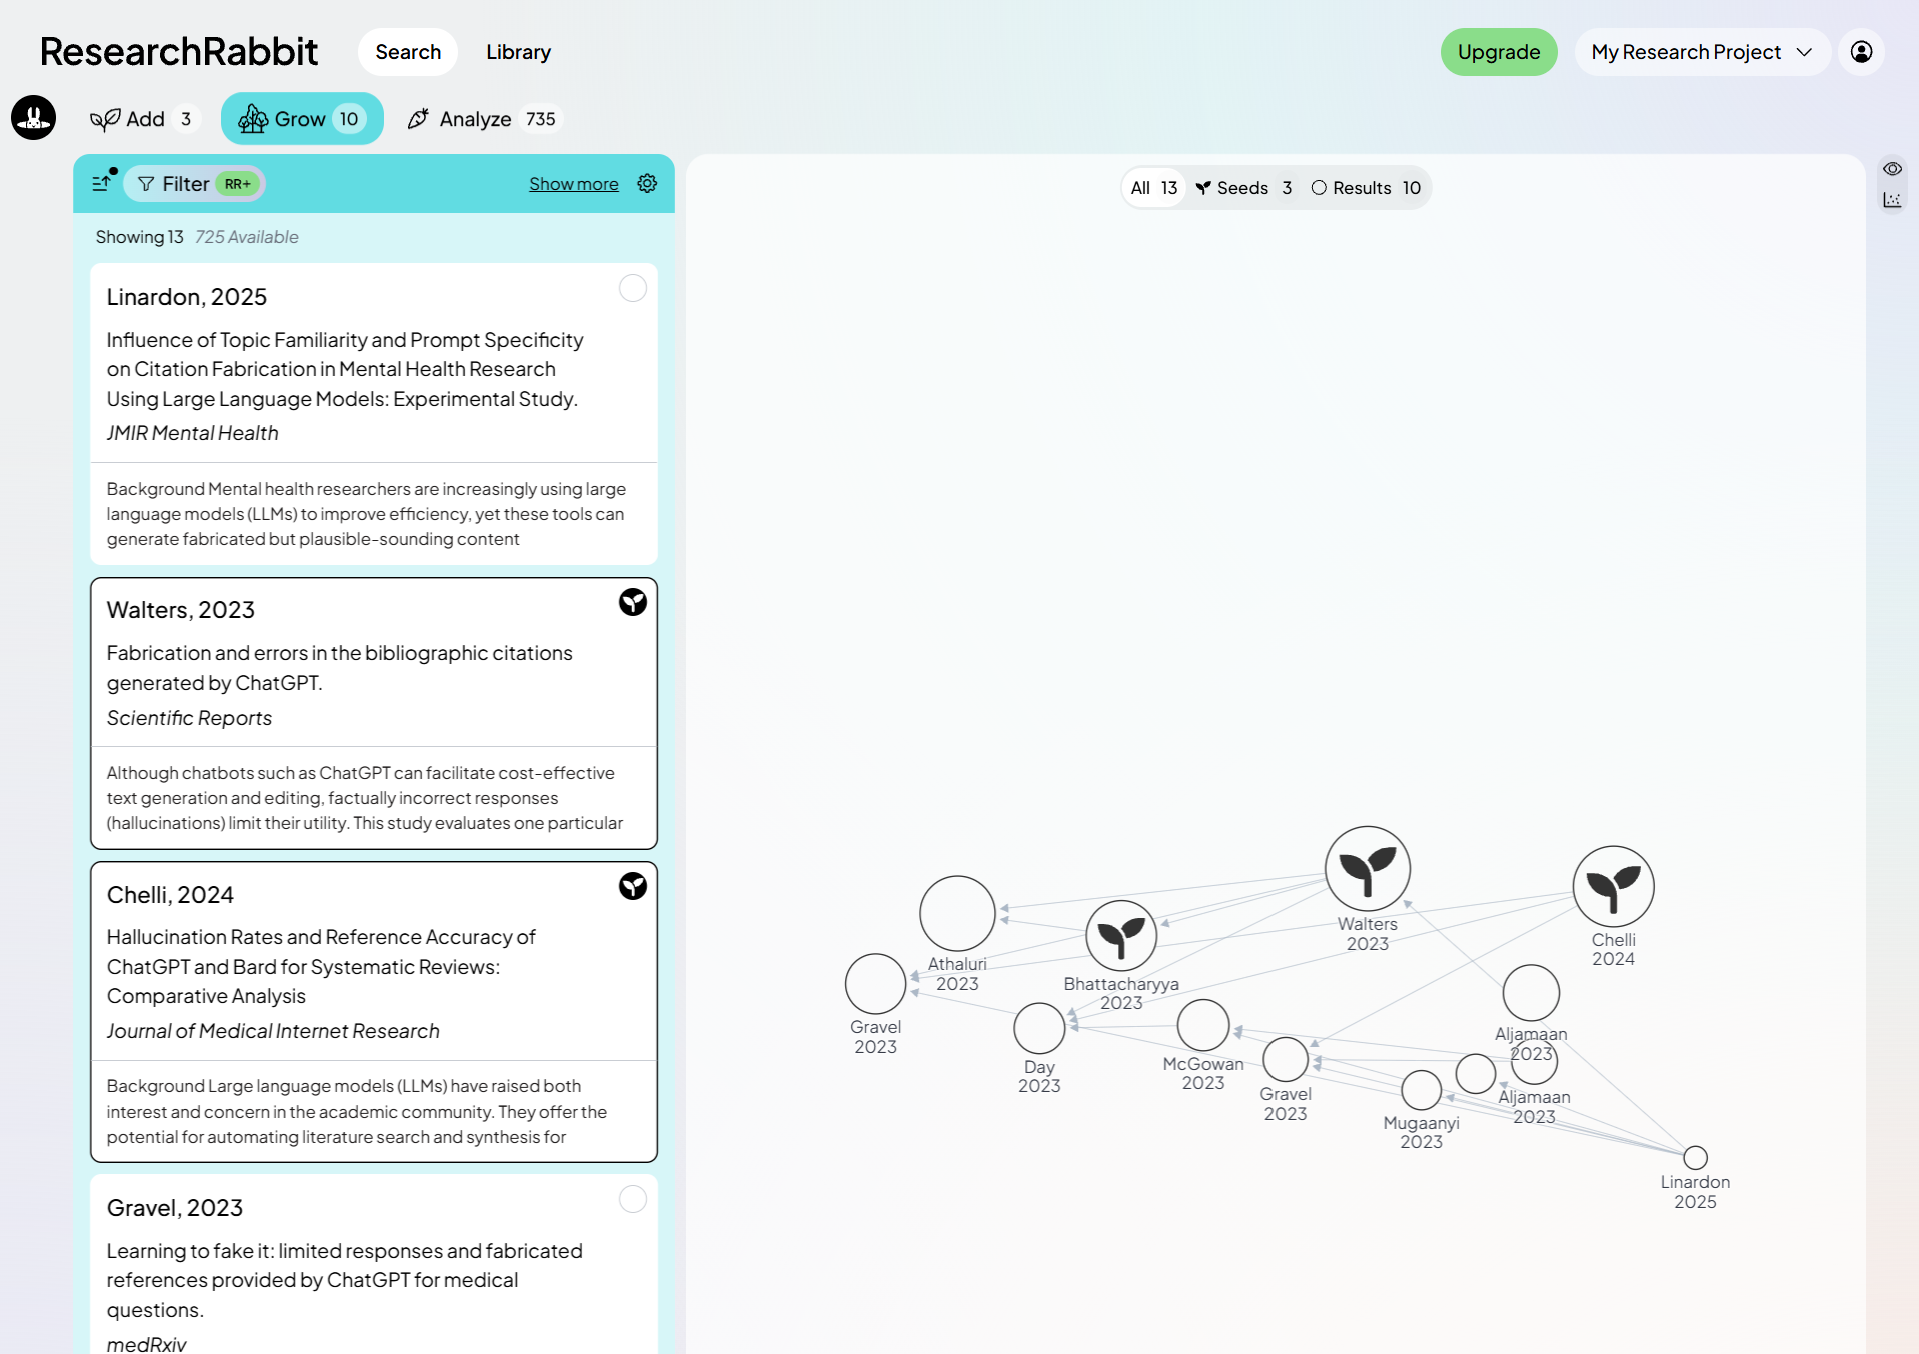 ResearchRabbit
Search
Library
Upgrade
My Research Project
Add 3
Grow 10
Analyze 735
Filter RR+
Show more
Showing 13 725 Available
Linardon, 2025
Influence of Topic Familiarity and Prompt Specificity
on Citation Fabrication in Mental Health Research
Using Large Language Models: Experimental Study.
JMIR Mental Health
Background Mental health researchers are increasingly using large
language models (LLMs) to improve efficiency, yet these tools can
generate fabricated but plausible-sounding content
Walters, 2023
Fabrication and errors in the bibliographic citations
generated by ChatGPT.
Scientific Reports
Although chatbots such as ChatGPT can facilitate cost-effective
text generation and editing, factually incorrect responses
(hallucinations) limit their utility. This study evaluates one particular
Chelli, 2024
Hallucination Rates and Reference Accuracy of
ChatGPT and Bard for Systematic Reviews:
Comparative Analysis
Journal of Medical Internet Research
Background Large language models (LLMs) have raised both
interest and concern in the academic community. They offer the
potential for automating literature search and synthesis for
Gravel, 2023
Learning to fake it: limited responses and fabricated
references provided by ChatGPT for medical
questions.
medRxiv
All 13
Seeds 3
Results 10
Walters
2023
Chelli
2024
Athaluri
2023
Bhattacharyya
2023
Gravel
2023
Day
2023
McGowan
2023
Gravel
2023
Aljamaan
2023
Aljamaan
2023
Mugaanyi
2023
Linardon
2025